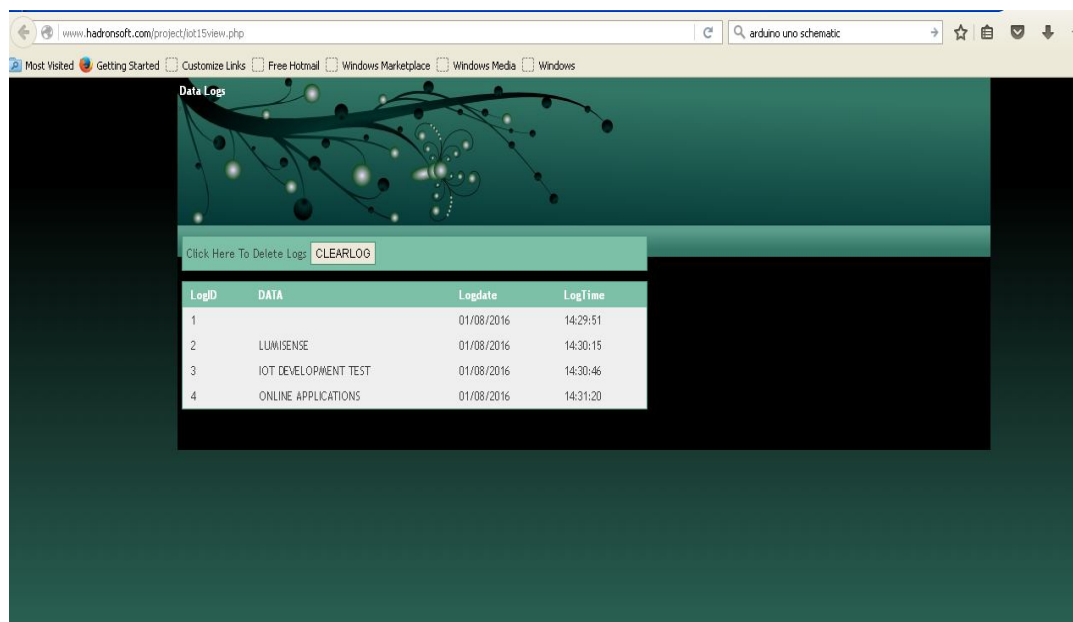 www.hadronsoft.com/project/iot15view.php
arduino uno schematic
Most Visited Getting Started Customize Links Free Hotmail Windows Marketplace Windows Media Windows
Data Logs
Click Here To Delete Logs CLEARLOG
LogID DATA Logdate LogTime
1 01/08/2016 14:29:51
2 LUMISENSE 01/08/2016 14:30:15
3 IOT DEVELOPMENT TEST 01/08/2016 14:30:46
4 ONLINE APPLICATIONS 01/08/2016 14:31:20